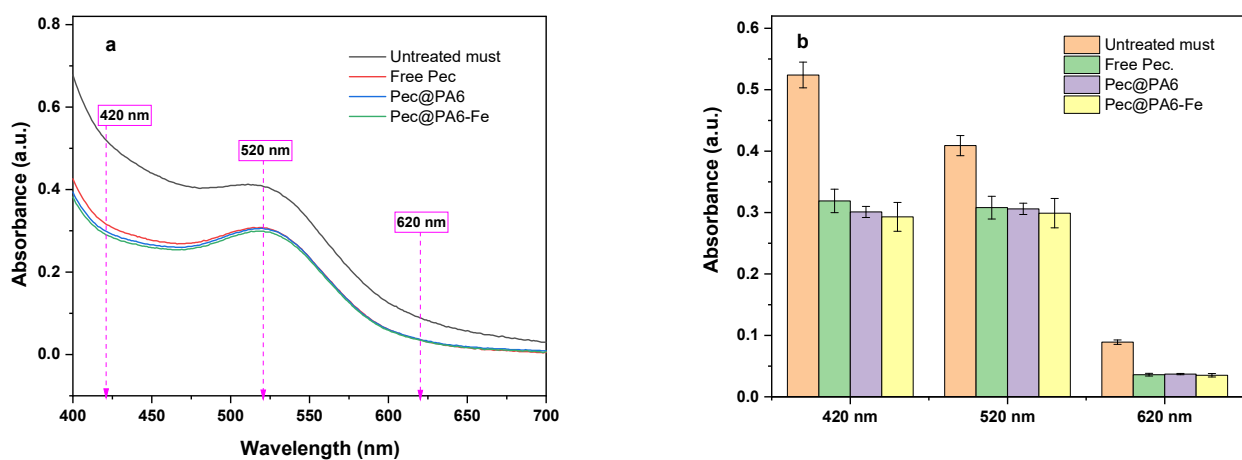 a
Untreated must
Free Pec
Pec@PA6
Pec@PA6-Fe
420 nm
520 nm
620 nm
0.8
0.6
0.4
0.2
0.0
Absorbance (a.u.)
400 450 500 550 600 650 700
Wavelength (nm)
b
Untreated must
Free Pec.
Pec@PA6
Pec@PA6-Fe
0.6
0.5
0.4
0.3
0.2
0.1
0.0
Absorbance (a.u.)
420 nm 520 nm 620 nm